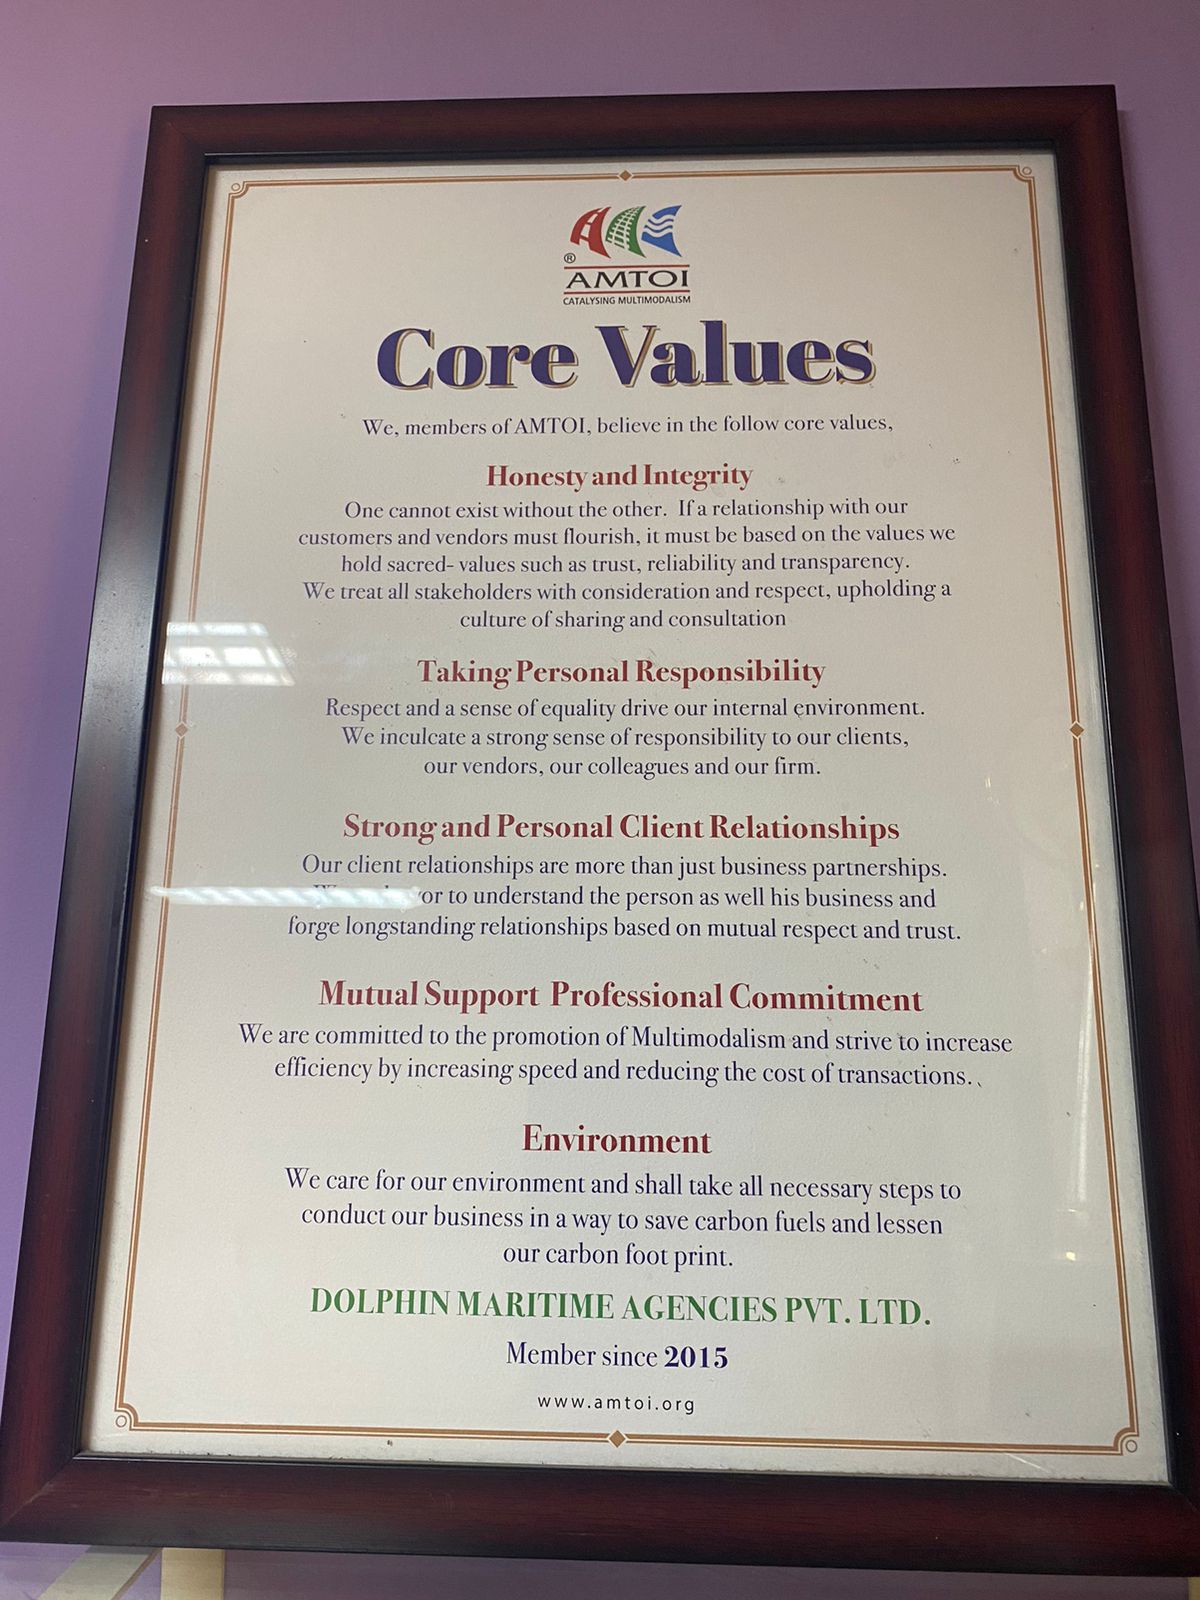 ®
AMTOI
CATALYSING MULTIMODALISM
Core Values
We, members of AMTOI, believe in the follow core values,
Honesty and Integrity
One cannot exist without the other. If a relationship with our
customers and vendors must flourish, it must be based on the values we
hold sacred- values such as trust, reliability and transparency.
We treat all stakeholders with consideration and respect, upholding a
culture of sharing and consultation
Taking Personal Responsibility
Respect and a sense of equality drive our internal environment.
We inculcate a strong sense of responsibility to our clients,
our vendors, our colleagues and our firm.
Strong and Personal Client Relationships
Our client relationships are more than just business partnerships.
to understand the person as well his business and
forge longstanding relationships based on mutual respect and trust.
Mutual Support Professional Commitment
We are committed to the promotion of Multimodalism and strive to increase
efficiency by increasing speed and reducing the cost of transactions.
Environment
We care for our environment and shall take all necessary steps to
conduct our business in a way to save carbon fuels and lessen
our carbon foot print.
DOLPHIN MARITIME AGENCIES PVT. LTD.
Member since 2015
www.amtoi.org